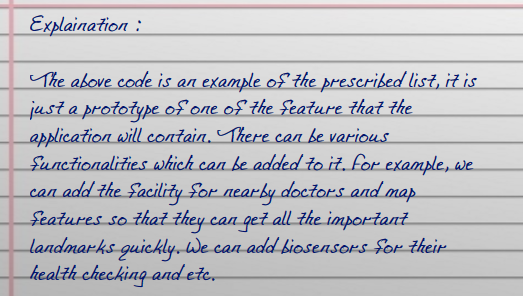 Explaination :
The above code is an example of the prescribed list, it is
just a prototype of one of the feature that the
application will contain. There can be various
functionalities which can be added to it. For example, we
can add the facility for nearby doctors and map
features so that they can get all the important
landmarks quickly. We can add biosensors for their
health checking and etc.